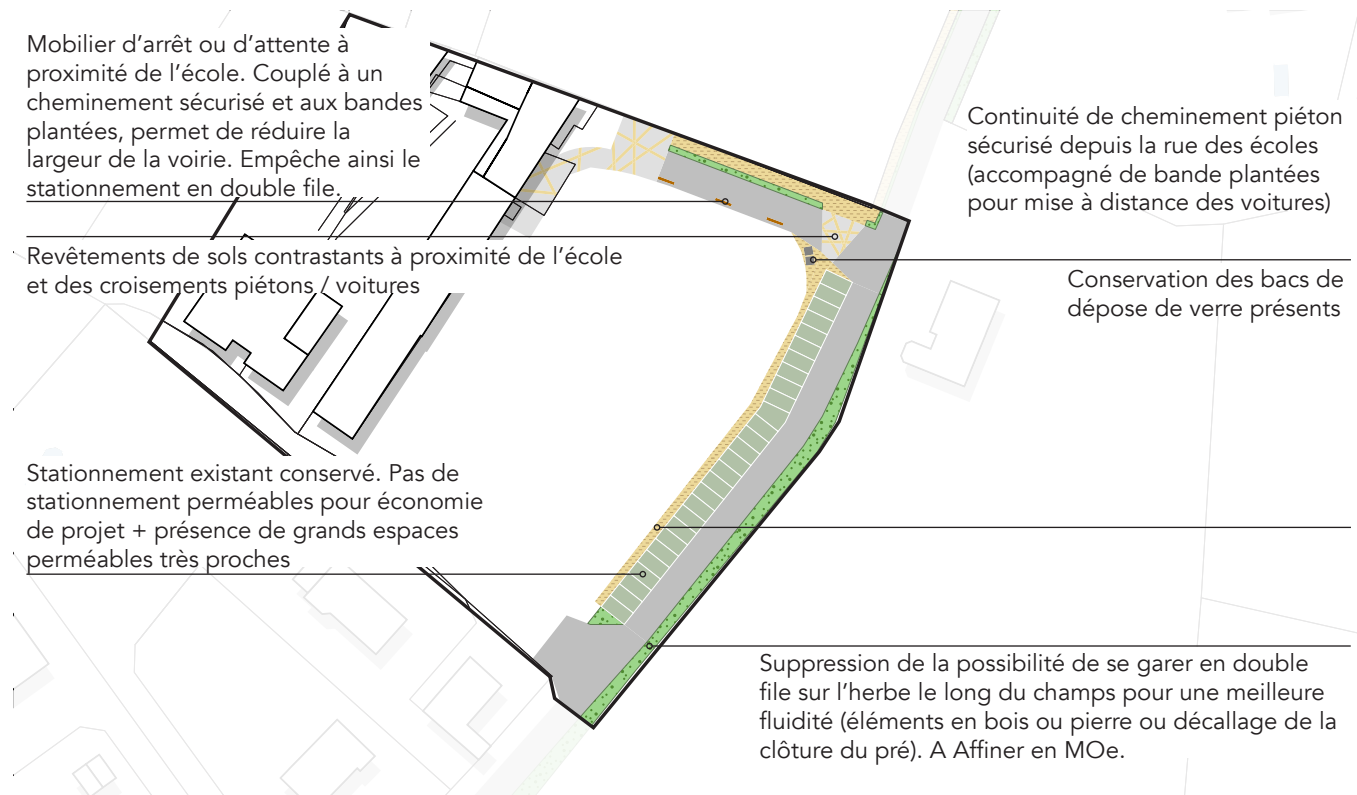 Mobilier d’arrêt ou d’attente à
proximité de l’école. Couplé à un
cheminement sécurisé et aux bandes
plantées, permet de réduire la
largeur de la voirie. Empêche ainsi le
stationnement en double file.
Revêtements de sols contrastants à proximité de l’école
et des croisements piétons / voitures
Stationnement existant conservé. Pas de
stationnement perméables pour économie
de projet + présence de grands espaces
perméables très proches
Continuité de cheminement piéton
sécurisé depuis la rue des écoles
(accompagné de bande plantées
pour mise à distance des voitures)
Conservation des bacs de
dépose de verre présents
Suppression de la possibilité de se garer en double
file sur l’herbe le long du champs pour une meilleure
fluidité (éléments en bois ou pierre ou décallage de la
clôture du pré). A Affiner en MOe.